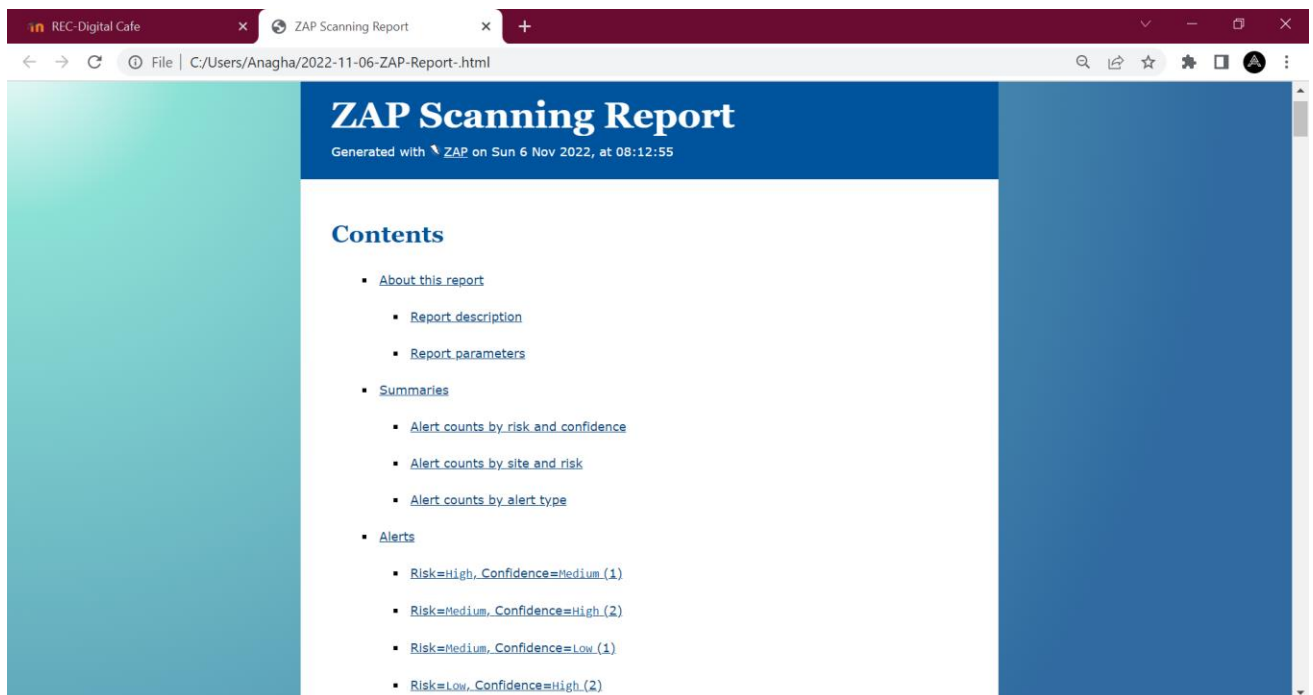 in REC-Digital Cafe
ZAP Scanning Report
File | C:/Users/Anagha/2022-11-06-ZAP-Report-.html
ZAP Scanning Report
Generated with ZAP on Sun 6 Nov 2022, at 08:12:55
Contents
About this report
Report description
Report parameters
Summaries
Alert counts by risk and confidence
Alert counts by site and risk
Alert counts by alert type
Alerts
Risk=High, Confidence=Medium (1)
Risk=Medium, Confidence=High (2)
Risk=Medium, Confidence=Low (1)
Risk=Low, Confidence=High (2)